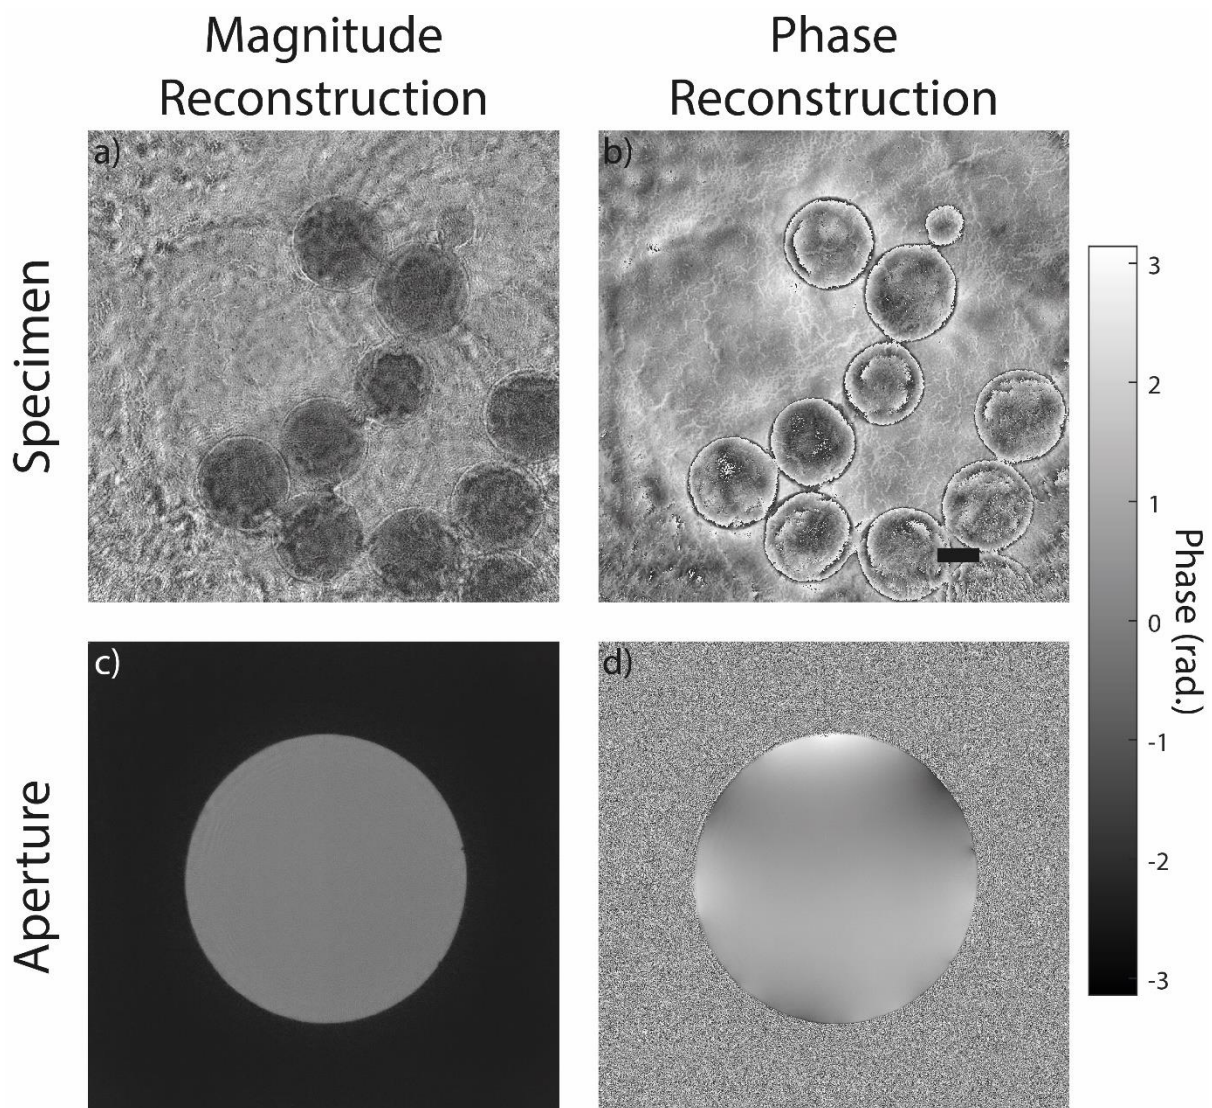 Magnitude
Reconstruction
Phase
Reconstruction
Specimen
a)
b)
Aperture
c)
d)
3
2
1
0
-1
-2
-3
Phase (rad.)